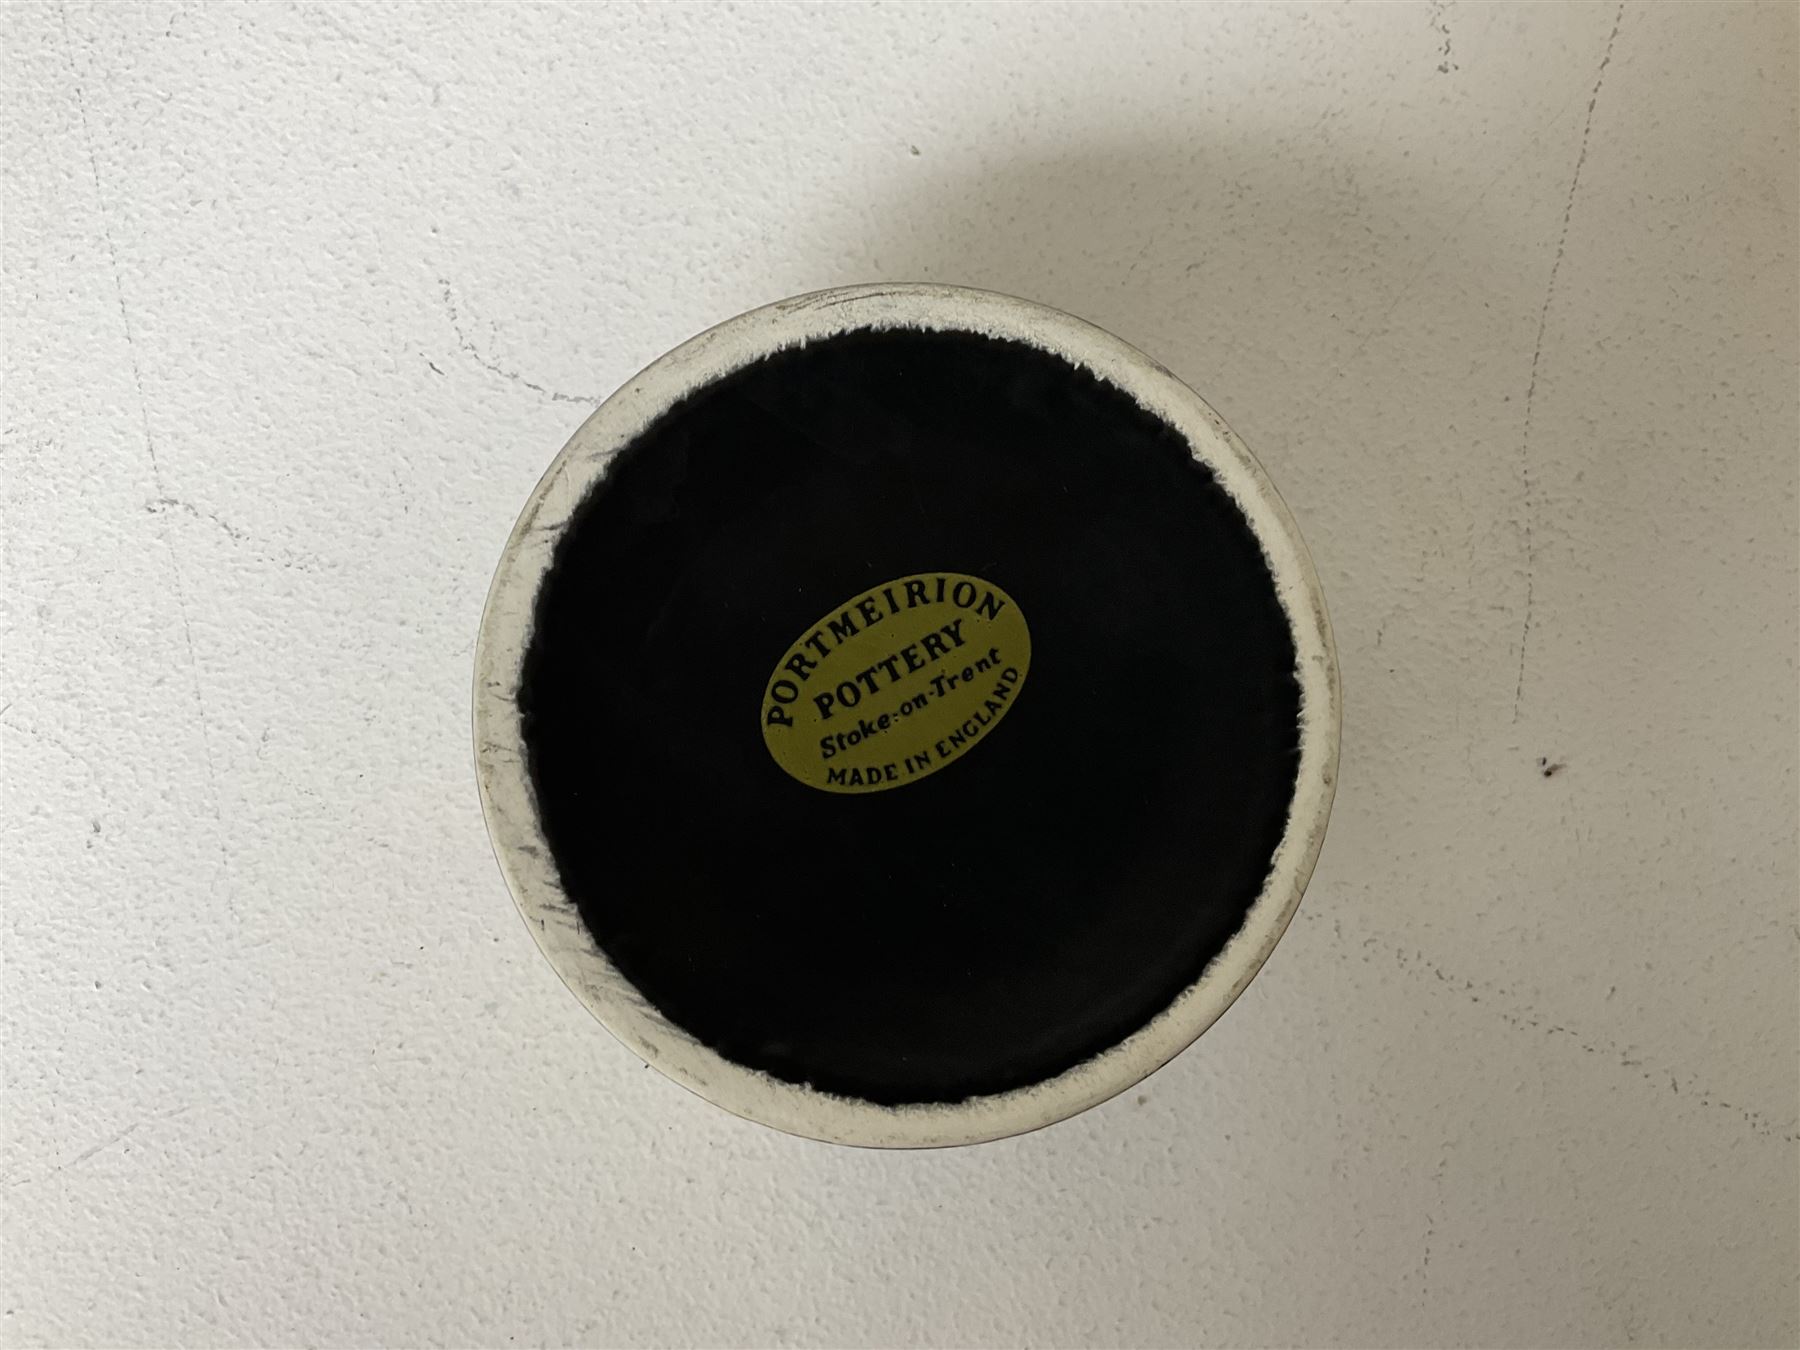 PORTMEIRION
POTTERY
Stoke-on-Trent
MADE IN ENGLAND